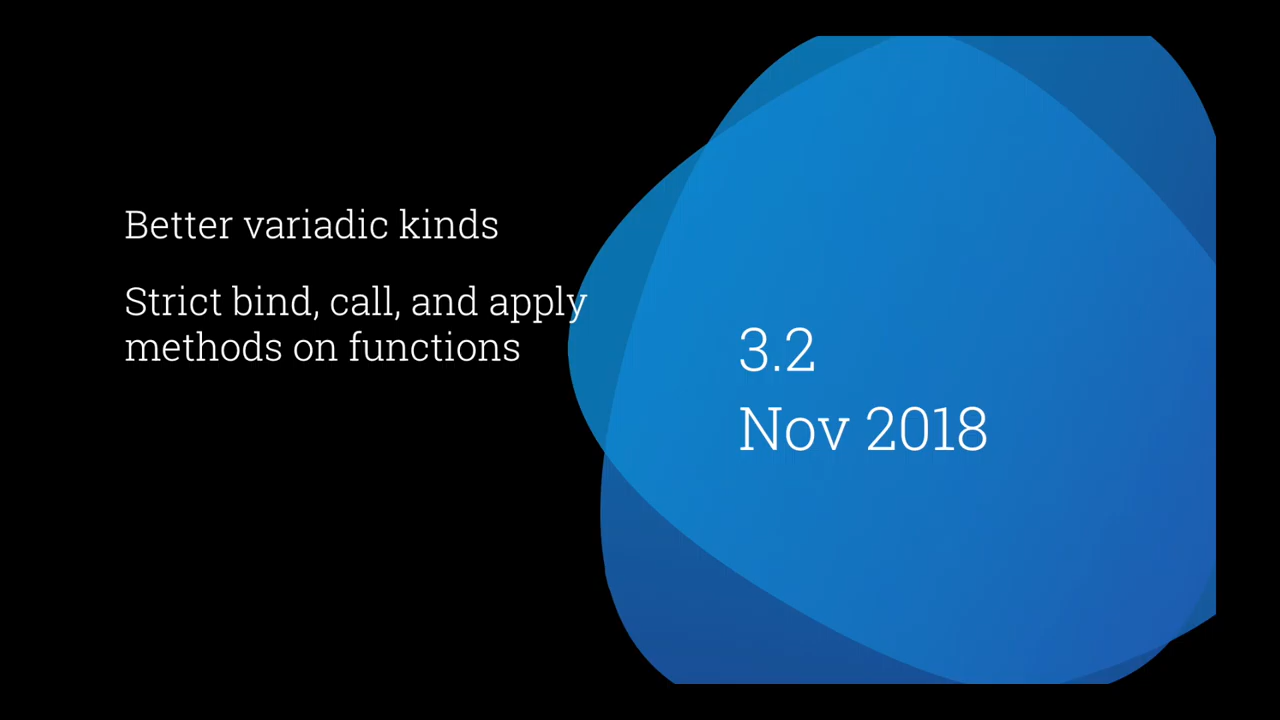 Better variadic kinds
Strict bind, call, and apply
methods on functions
3.2
Nov 2018